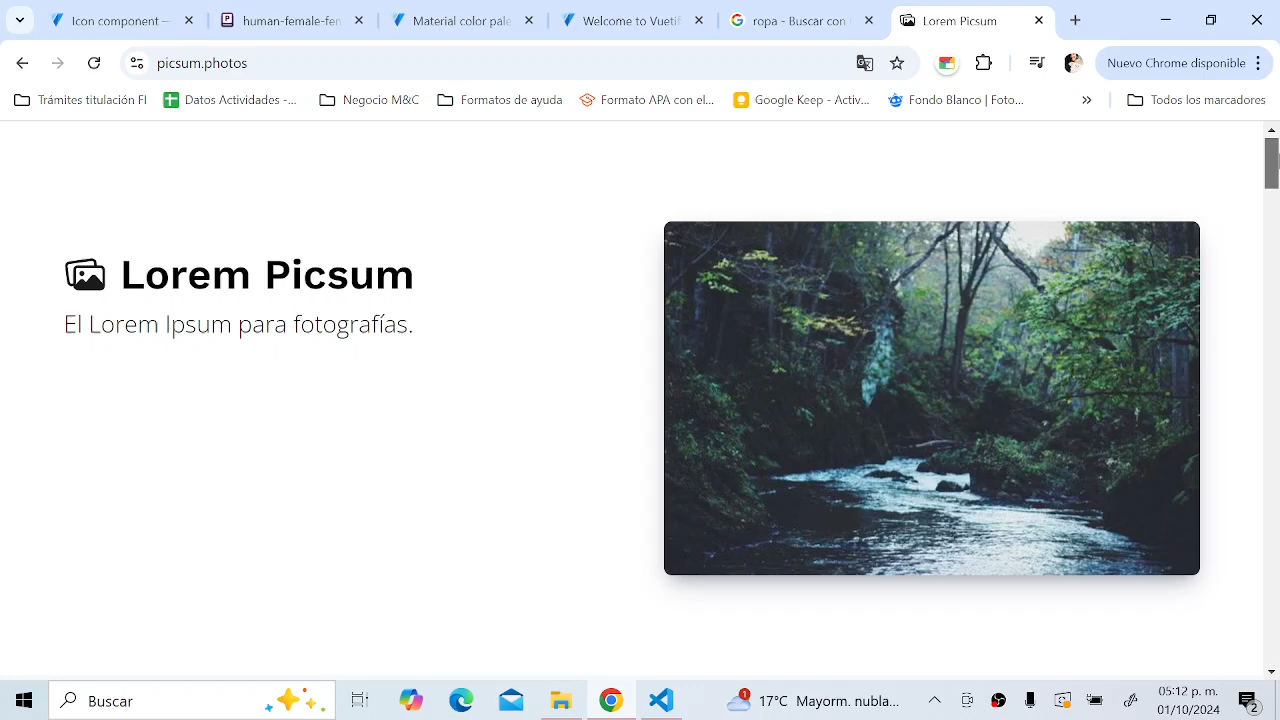 Icon component —
human-female-fer
Material color pale
Welcome to Vuetif
ropa - Buscar con
Lorem Picsum
picsum.photos
Nuevo Chrome disponible
Trámites titulación FI
Datos Actividades -...
Negocio M&C
Formatos de ayuda
Formato APA con el...
Google Keep - Activ...
Fondo Blanco | Foto...
Todos los marcadores
Lorem Picsum
El Lorem Ipsum para fotografías.
Buscar
1
17°C Mayorm. nubla...
05:12 p. m.
01/10/2024
2